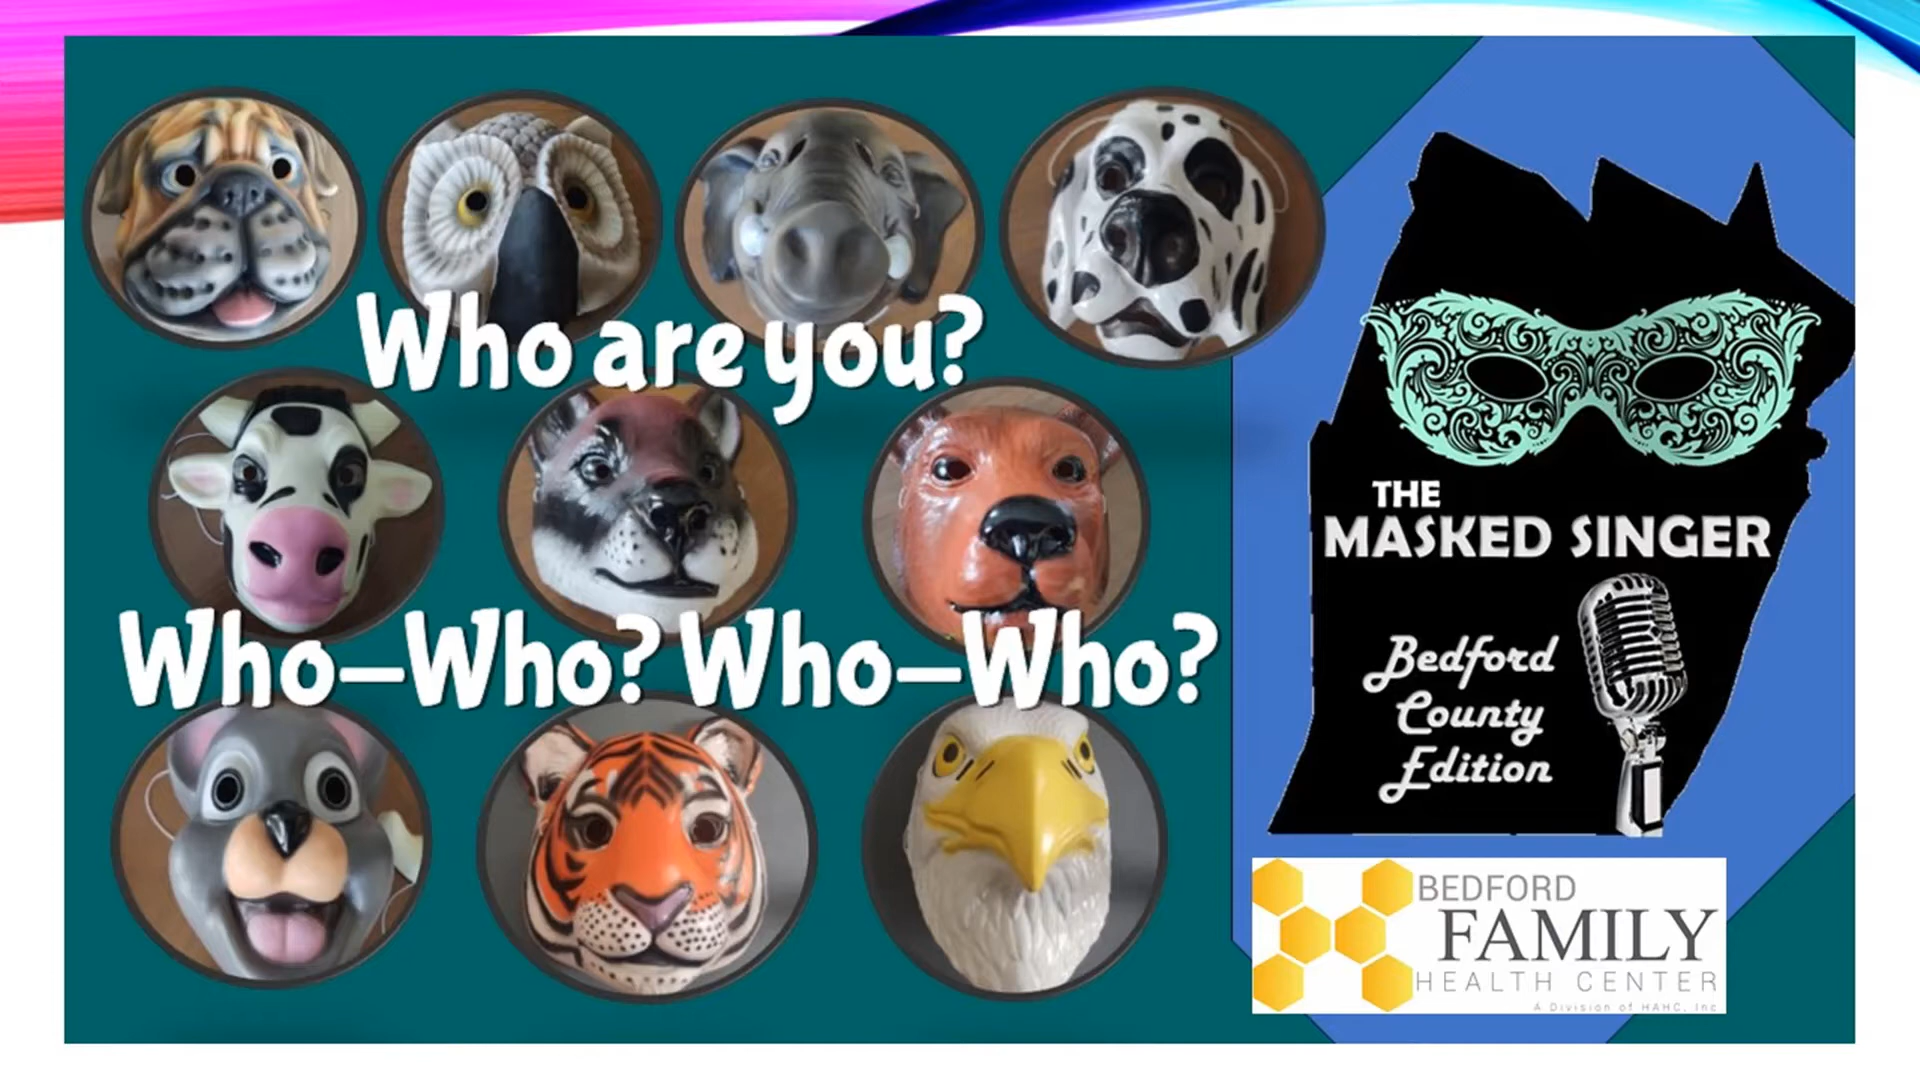 Who are you?
Who-Who? Who-Who?
THE
MASKED SINGER
Bedford
County
Edition
BEDFORD
FAMILY
HEALTH CENTER
A Division of HAHC, Inc